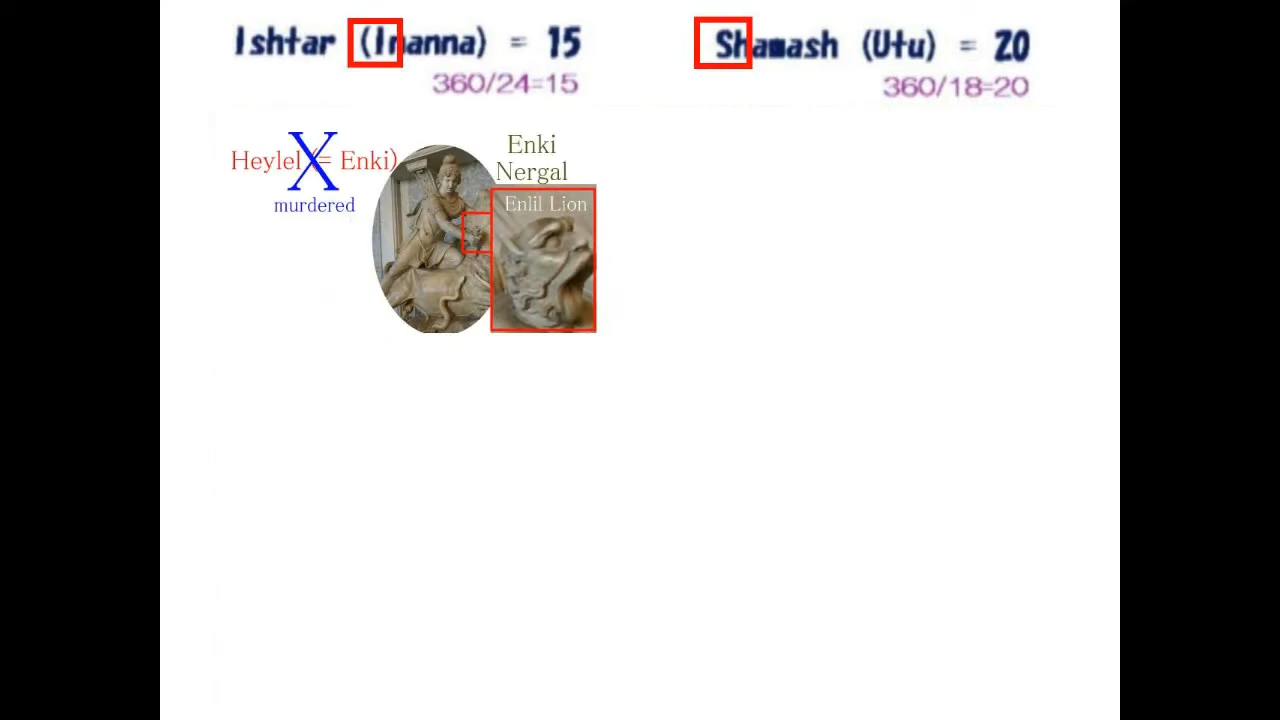 Ishtar (Inanna) = 15
360/24=15
Shamash (Utu) = 20
360/18=20
Heylel (= Enki)
X
murdered
Enki
Nergal
Enlil Lion